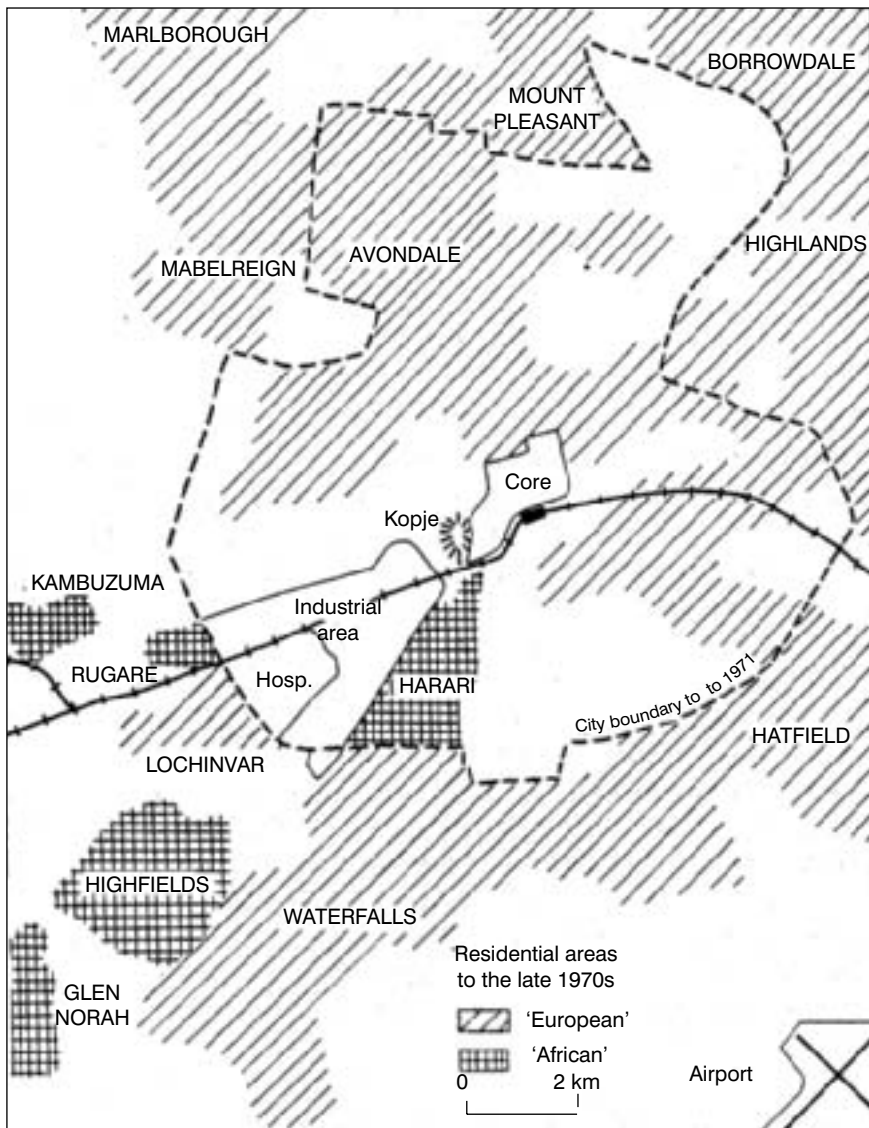 MARLBOROUGH
BORROWDALE
MOUNT
PLEASANT
HIGHLANDS
AVONDALE
MABELREIGN
Core
Kopje
KAMBUZUMA
Industrial
area
RUGARE
Hosp.
HARARI
City boundary to to 1971
HATFIELD
LOCHINVAR
HIGHFIELDS
WATERFALLS
Residential areas
to the late 1970s
GLEN
NORAH
'European'
'African'
0 2 km
Airport